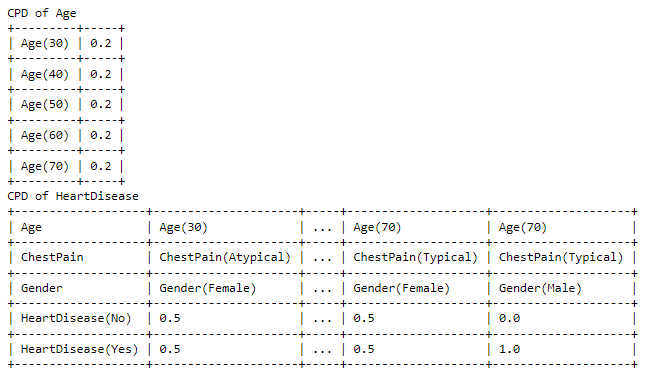 CPD of Age
+---------+-----+
| Age(30) | 0.2 |
+---------+-----+
| Age(40) | 0.2 |
+---------+-----+
| Age(50) | 0.2 |
+---------+-----+
| Age(60) | 0.2 |
+---------+-----+
| Age(70) | 0.2 |
+---------+-----+
CPD of HeartDisease
+-------------------+---------------------+-----+--------------------+--------------------+
| Age | Age(30) | ... | Age(70) | Age(70) |
+-------------------+---------------------+-----+--------------------+--------------------+
| ChestPain | ChestPain(Atypical) | ... | ChestPain(Typical) | ChestPain(Typical) |
+-------------------+---------------------+-----+--------------------+--------------------+
| Gender | Gender(Female) | ... | Gender(Female) | Gender(Male) |
+-------------------+---------------------+-----+--------------------+--------------------+
| HeartDisease(No) | 0.5 | ... | 0.5 | 0.0 |
+-------------------+---------------------+-----+--------------------+--------------------+
| HeartDisease(Yes) | 0.5 | ... | 0.5 | 1.0 |
+-------------------+---------------------+-----+--------------------+--------------------+